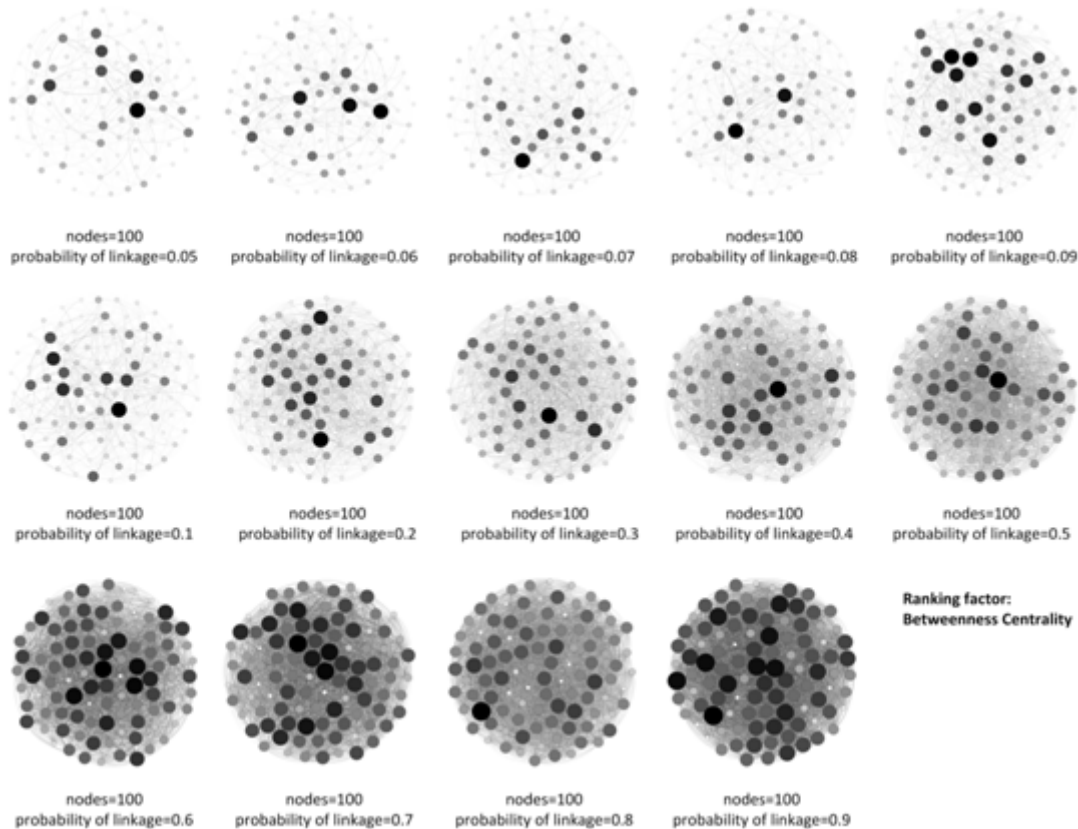 nodes=100
probability of linkage=0.05
nodes=100
probability of linkage=0.06
nodes=100
probability of linkage=0.07
nodes=100
probability of linkage=0.08
nodes=100
probability of linkage=0.09
nodes=100
probability of linkage=0.1
nodes=100
probability of linkage=0.2
nodes=100
probability of linkage=0.3
nodes=100
probability of linkage=0.4
nodes=100
probability of linkage=0.5
Ranking factor:
Betweenness Centrality
nodes=100
probability of linkage=0.6
nodes=100
probability of linkage=0.7
nodes=100
probability of linkage=0.8
nodes=100
probability of linkage=0.9